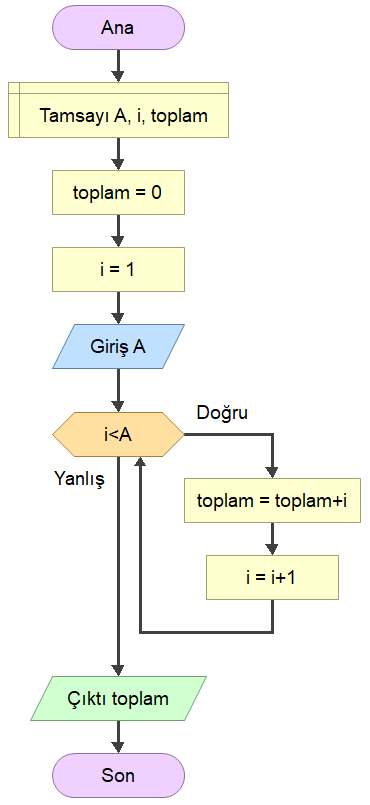 Ana
Tamsayı A, i, toplam
toplam = 0
i = 1
Giriş A
i<A
Doğru
Yanlış
toplam = toplam+i
i = i+1
Çıktı toplam
Son